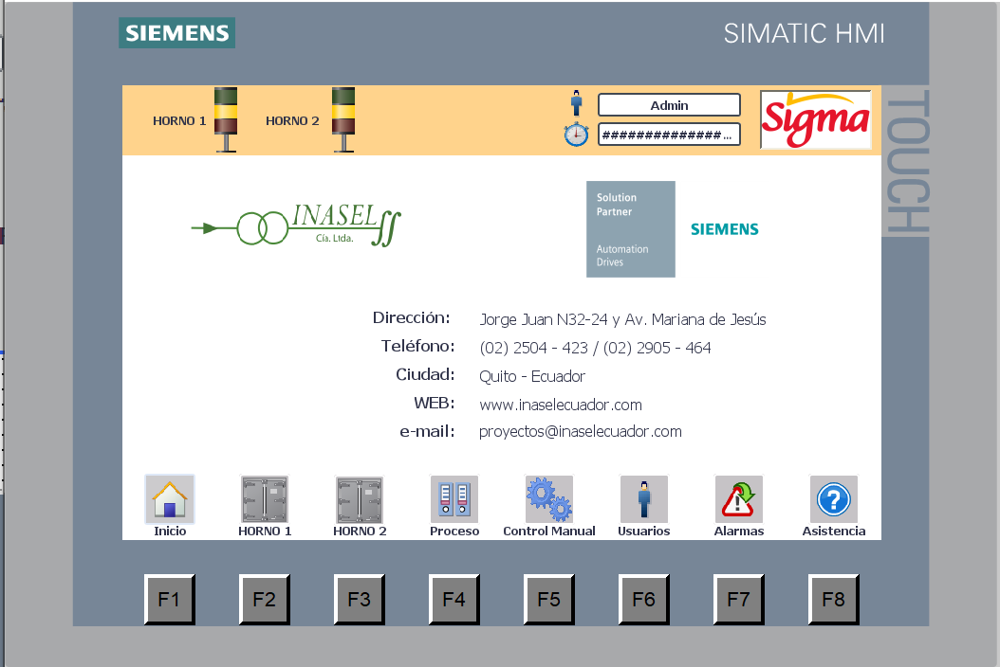 SIEMENS
SIMATIC HMI
TOUCH
HORNO 1
HORNO 2
Admin
##############...
Sigma
INASEL
Cía. Ltda.
Solution
Partner
Automation
Drives
SIEMENS
Dirección: Jorge Juan N32-24 y Av. Mariana de Jesús
Teléfono: (02) 2504 - 423 / (02) 2905 - 464
Ciudad: Quito - Ecuador
WEB: www.inaselecuador.com
e-mail: proyectos@inaselecuador.com
Inicio
HORNO 1
HORNO 2
Proceso
Control Manual
Usuarios
Alarmas
Asistencia
F1
F2
F3
F4
F5
F6
F7
F8